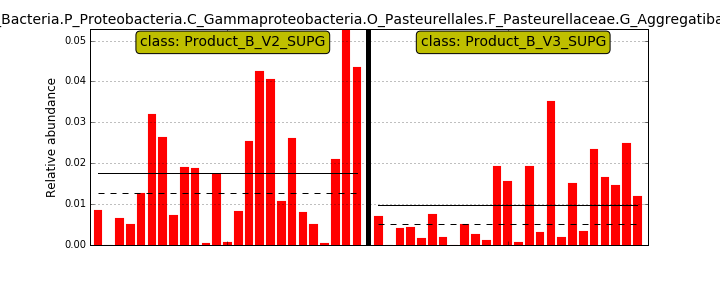 _Bacteria.P_Proteobacteria.C_Gammaproteobacteria.O_Pasteurellales.F_Pasteurellaceae.G_Aggregatiba
class: Product_B_V2_SUPG
class: Product_B_V3_SUPG
Relative abundance
0.05
0.04
0.03
0.02
0.01
0.00